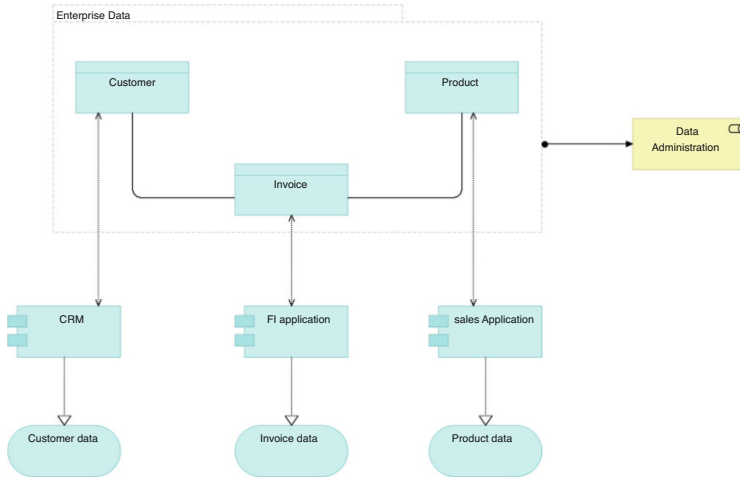 Enterprise Data
Customer
Product
Data
Administration
Invoice
CRM
FI application
sales Application
Customer data
Invoice data
Product data